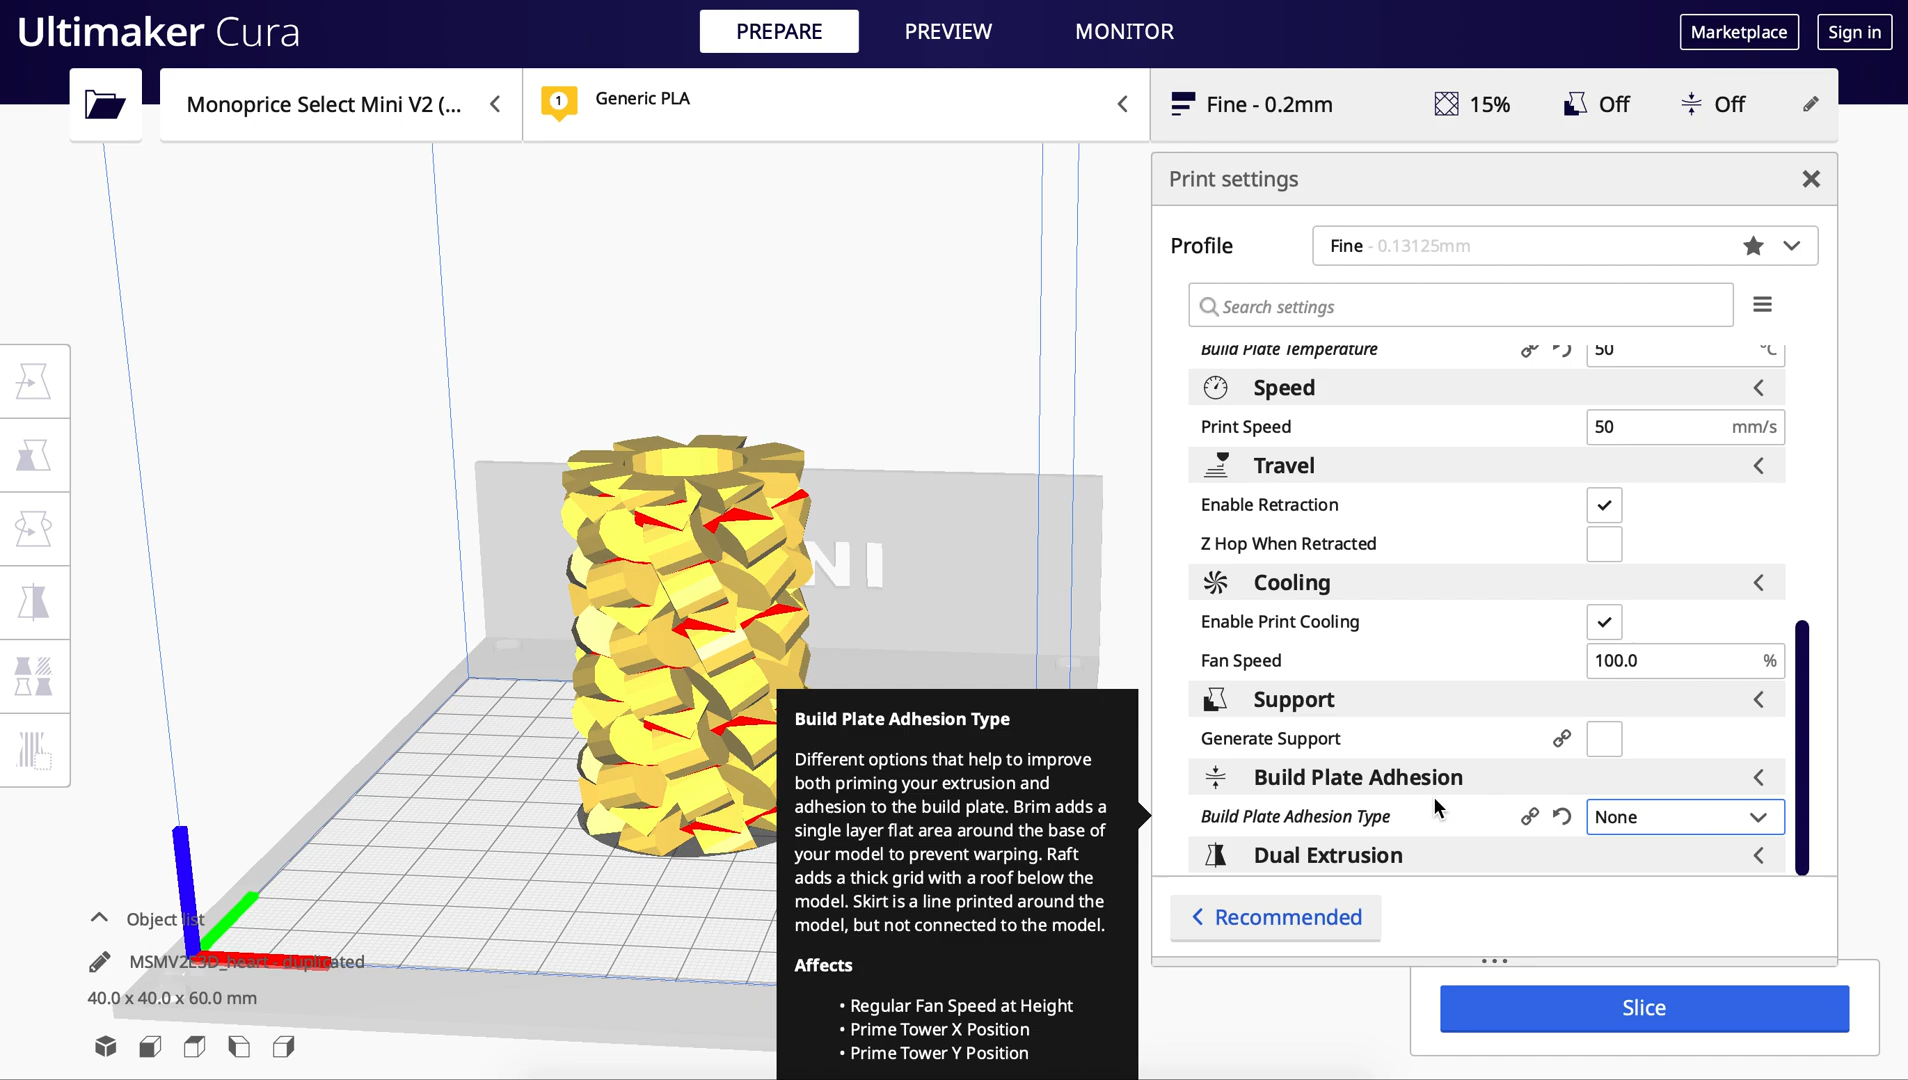 Ultimaker Cura
PREPARE
PREVIEW
MONITOR
Marketplace
Sign in
Monoprice Select Mini V2 (...
1
Generic PLA
Fine - 0.2mm
15%
Off
Off
Print settings
Profile
Fine - 0.13125mm
Search settings
Build Plate Temperature
50
°C
Speed
Print Speed
50
mm/s
Travel
Enable Retraction
Z Hop When Retracted
Cooling
Enable Print Cooling
Fan Speed
100.0
%
Support
Generate Support
Build Plate Adhesion
Build Plate Adhesion Type
None
Dual Extrusion
Recommended
Slice
NI
Build Plate Adhesion Type
Different options that help to improve
both priming your extrusion and
adhesion to the build plate. Brim adds a
single layer flat area around the base of
your model to prevent warping. Raft
adds a thick grid with a roof below the
model. Skirt is a line printed around the
model, but not connected to the model.
Affects
• Regular Fan Speed at Height
• Prime Tower X Position
• Prime Tower Y Position
Object list
MSMV2E3D_heart - duplicated
40.0 x 40.0 x 60.0 mm